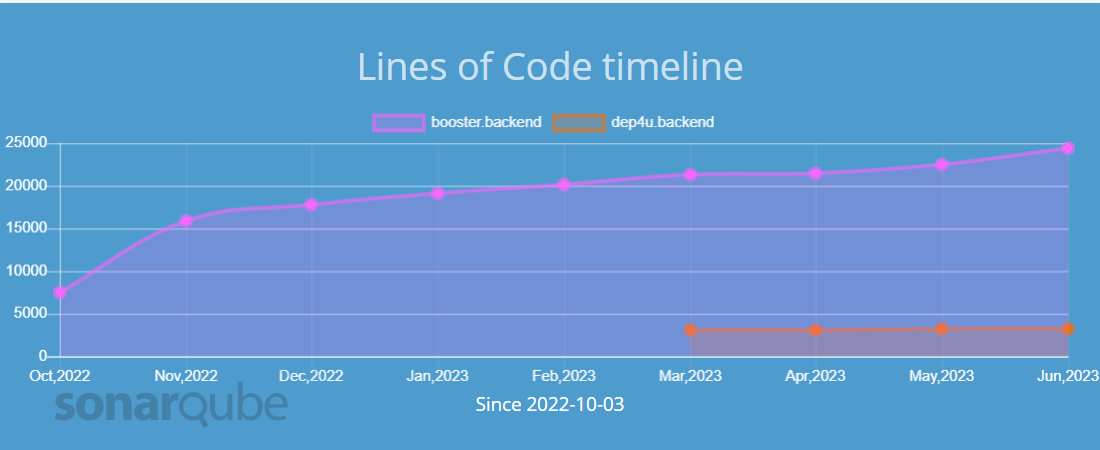 Lines of Code timeline
booster.backend dep4u.backend
25000
20000
15000
10000
5000
0
Oct,2022 Nov,2022 Dec,2022 Jan,2023 Feb,2023 Mar,2023 Apr,2023 May,2023 Jun,2023
sonarqube
Since 2022-10-03